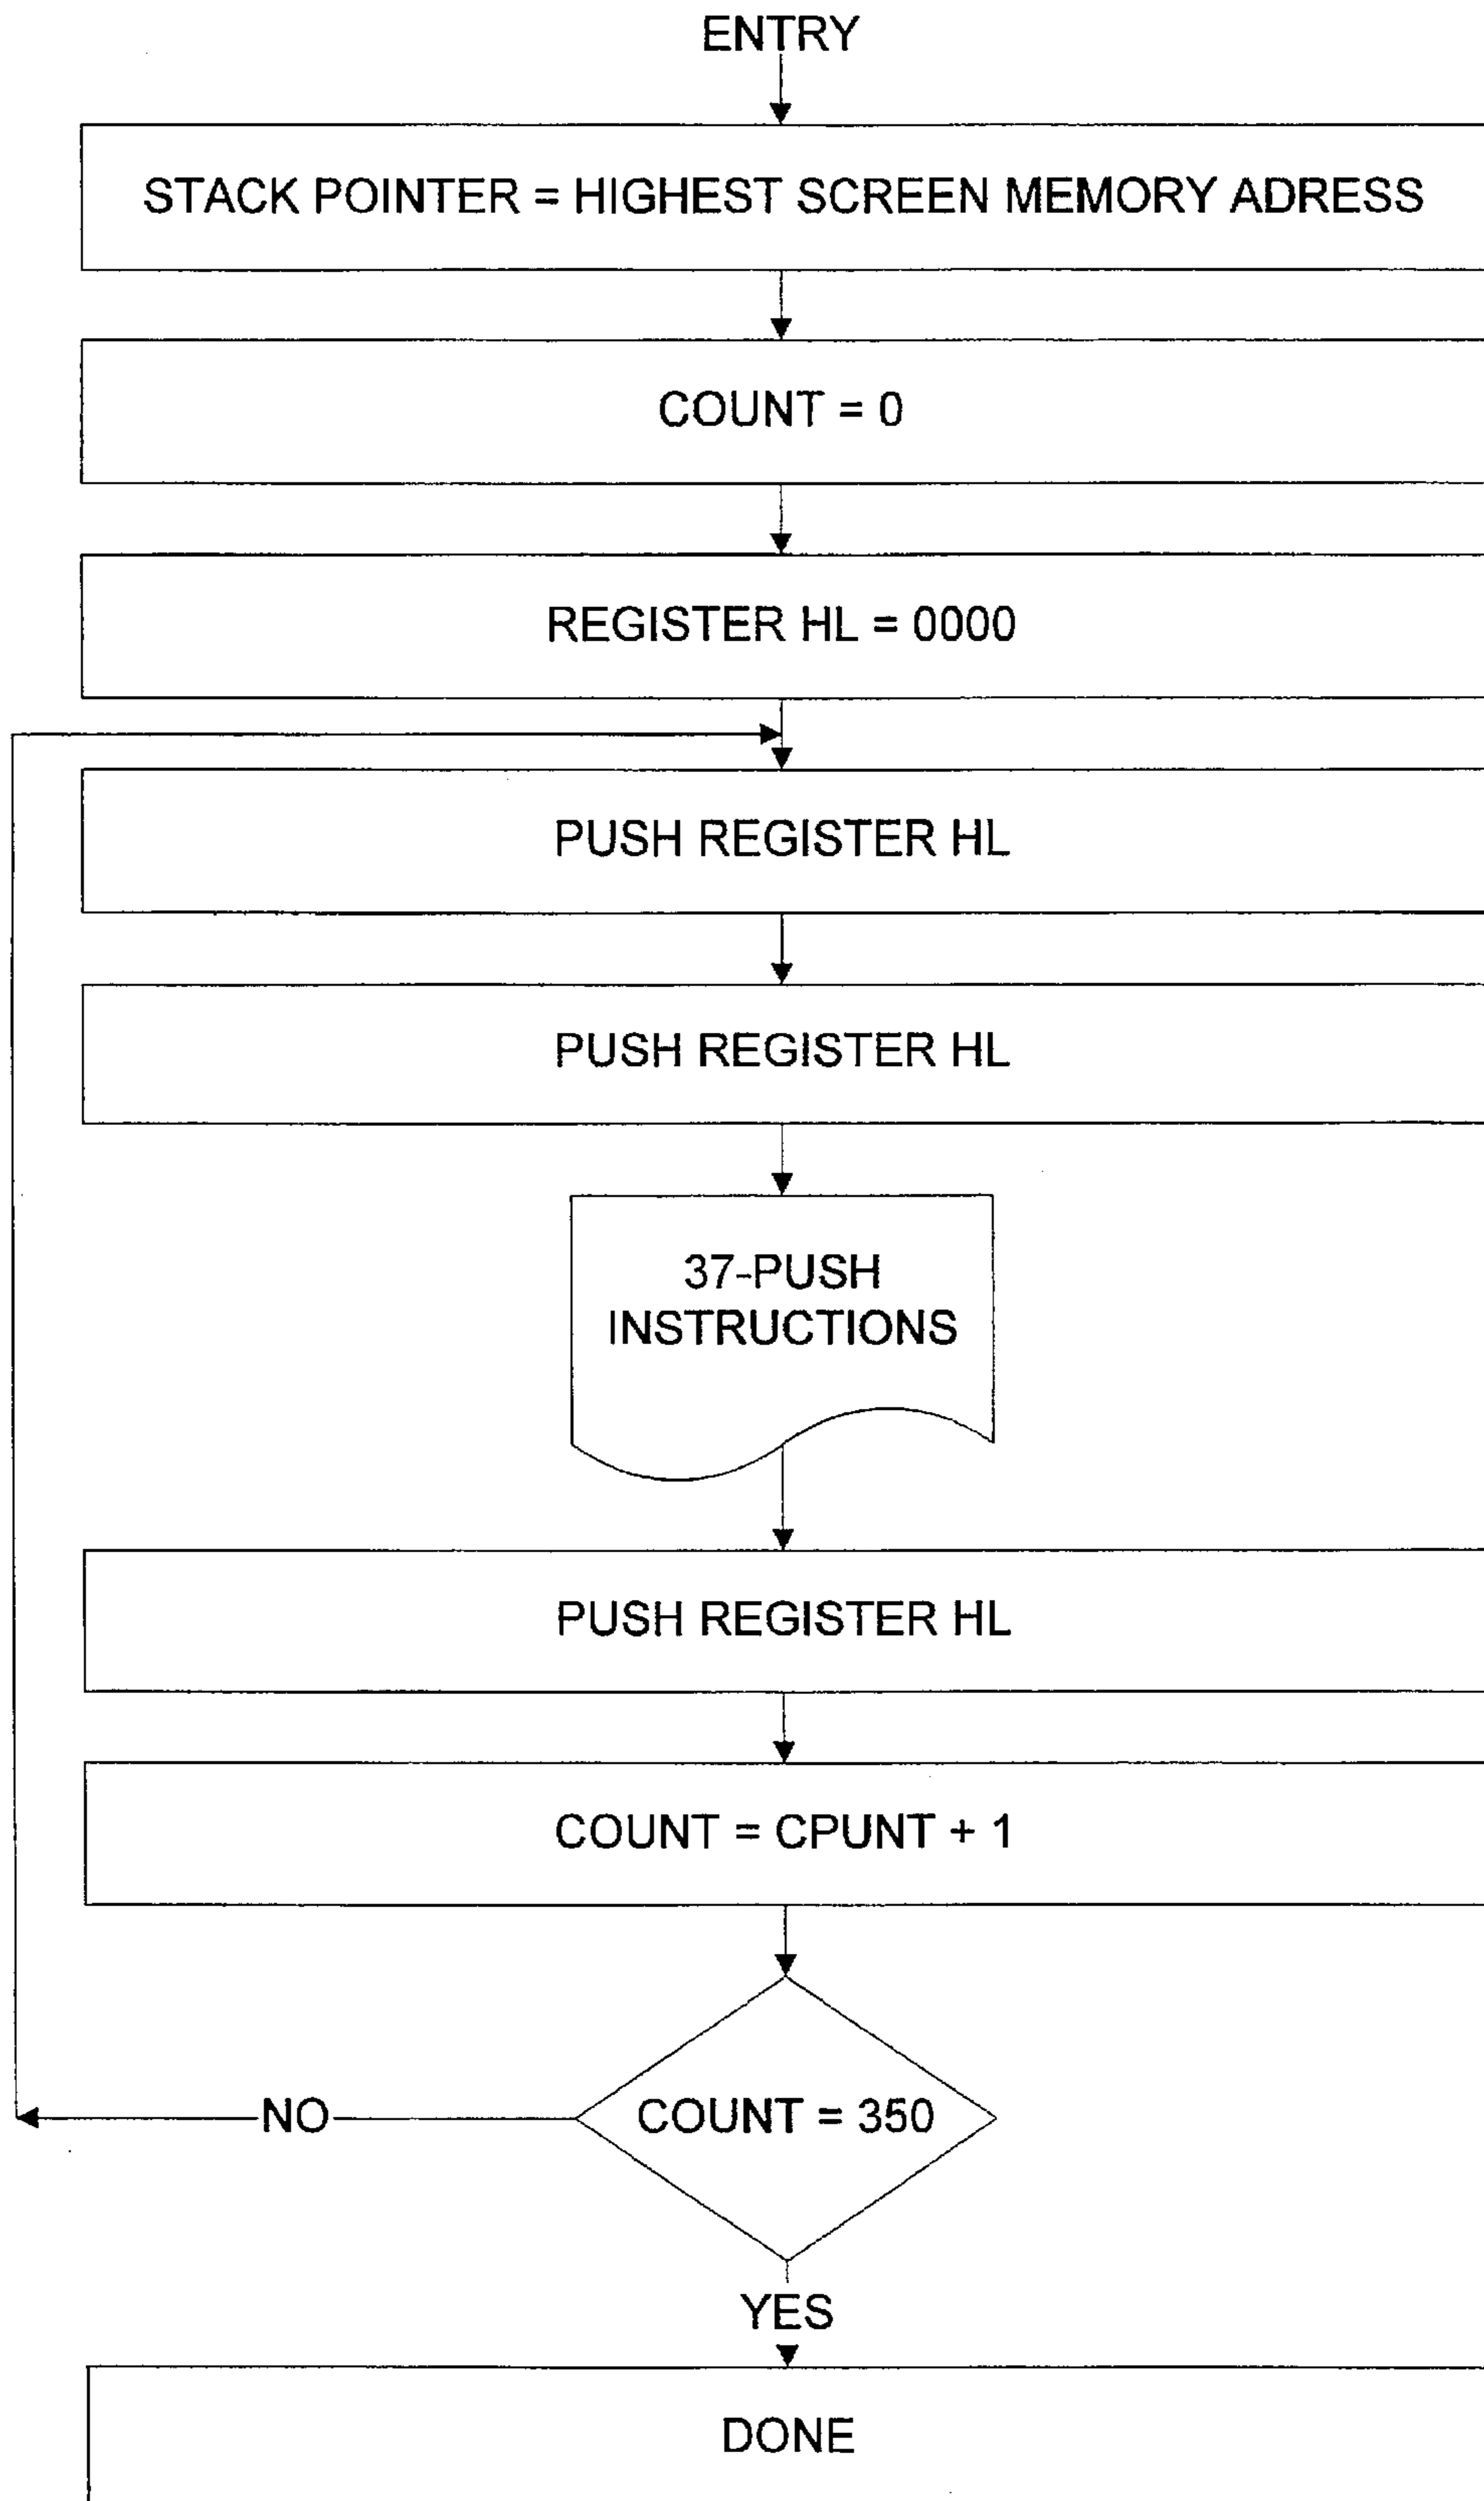 ENTRY
STACK POINTER = HIGHEST SCREEN MEMORY ADRESS
COUNT = 0
REGISTER HL = 0000
PUSH REGISTER HL
PUSH REGISTER HL
37-PUSH
INSTRUCTIONS
PUSH REGISTER HL
COUNT = CPUNT + 1
COUNT = 350
NO
YES
DONE